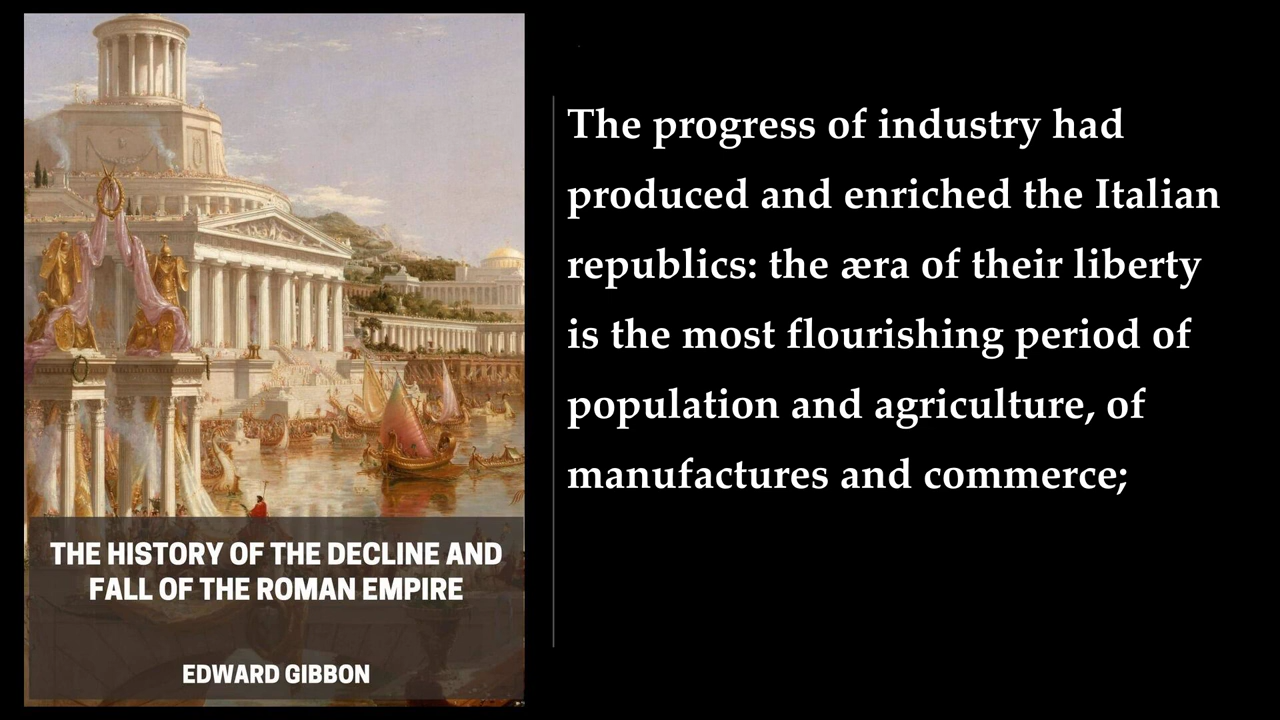 The progress of industry had
produced and enriched the Italian
republics: the æra of their liberty
is the most flourishing period of
population and agriculture, of
manufactures and commerce;
THE HISTORY OF THE DECLINE AND
FALL OF THE ROMAN EMPIRE
EDWARD GIBBON